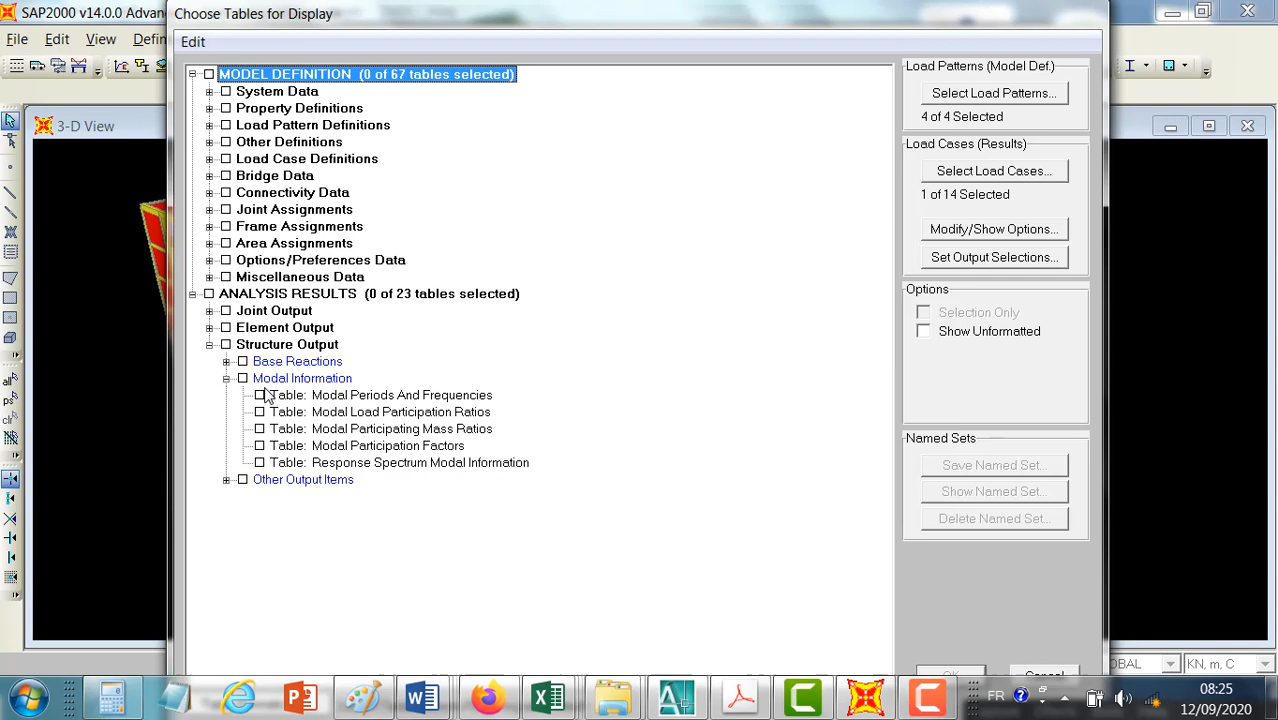 SAP2000 v14.0.0 Advan
Choose Tables for Display
File Edit View Defin
Edit
3-D View
MODEL DEFINITION (0 of 67 tables selected)
System Data
Property Definitions
Load Pattern Definitions
Other Definitions
Load Case Definitions
Bridge Data
Connectivity Data
Joint Assignments
Frame Assignments
Area Assignments
Options/Preferences Data
Miscellaneous Data
ANALYSIS RESULTS (0 of 23 tables selected)
Joint Output
Element Output
Structure Output
Base Reactions
Modal Information
Table: Modal Periods And Frequencies
Table: Modal Load Participation Ratios
Table: Modal Participating Mass Ratios
Table: Modal Participation Factors
Table: Response Spectrum Modal Information
Other Output Items
Load Patterns (Model Def.)
Select Load Patterns...
4 of 4 Selected
Load Cases (Results)
Select Load Cases...
1 of 14 Selected
Modify/Show Options...
Set Output Selections...
Options
Selection Only
Show Unformatted
Named Sets
Save Named Set...
Show Named Set...
Delete Named Set...
OK
Cancel
all
ps
clr
OBAL
KN, m, C
FR
08:25
12/09/2020